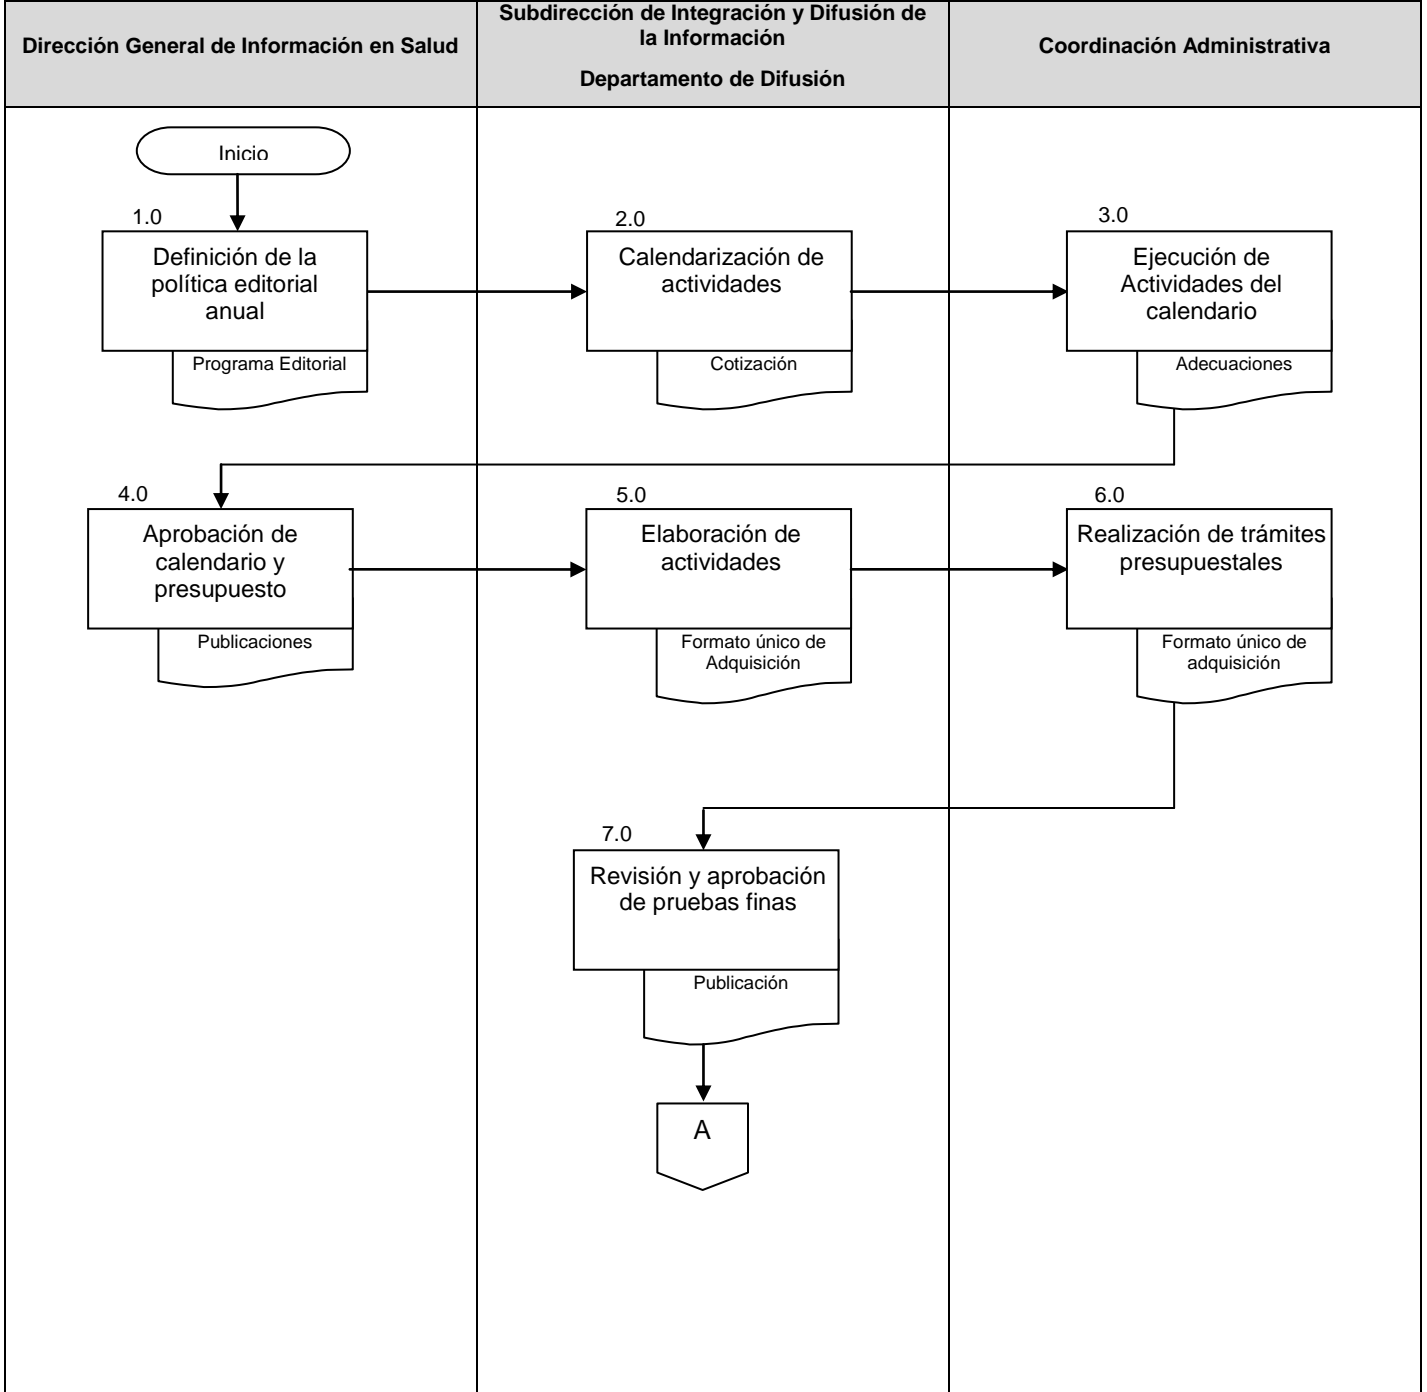 Dirección General de Información en Salud
Subdirección de Integración y Difusión de
la Información
Departamento de Difusión
Coordinación Administrativa
Inicio
1.0
Definición de la
política editorial
anual
Programa Editorial
2.0
Calendarización de
actividades
Cotización
3.0
Ejecución de
Actividades del
calendario
Adecuaciones
4.0
Aprobación de
calendario y
presupuesto
Publicaciones
5.0
Elaboración de
actividades
Formato único de
Adquisición
6.0
Realización de trámites
presupuestales
Formato único de
adquisición
7.0
Revisión y aprobación
de pruebas finas
Publicación
A